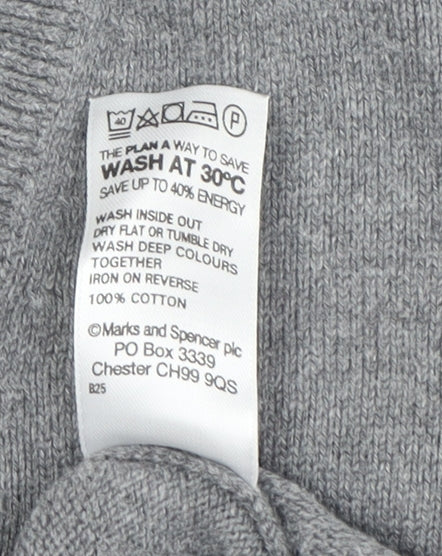 40 P
THE PLAN A WAY TO SAVE
WASH AT 30°C
SAVE UP TO 40% ENERGY
WASH INSIDE OUT
DRY FLAT OR TUMBLE DRY
WASH DEEP COLOURS
TOGETHER
IRON ON REVERSE
100% COTTON
©Marks and Spencer plc
PO Box 3339
Chester CH99 9QS
B25